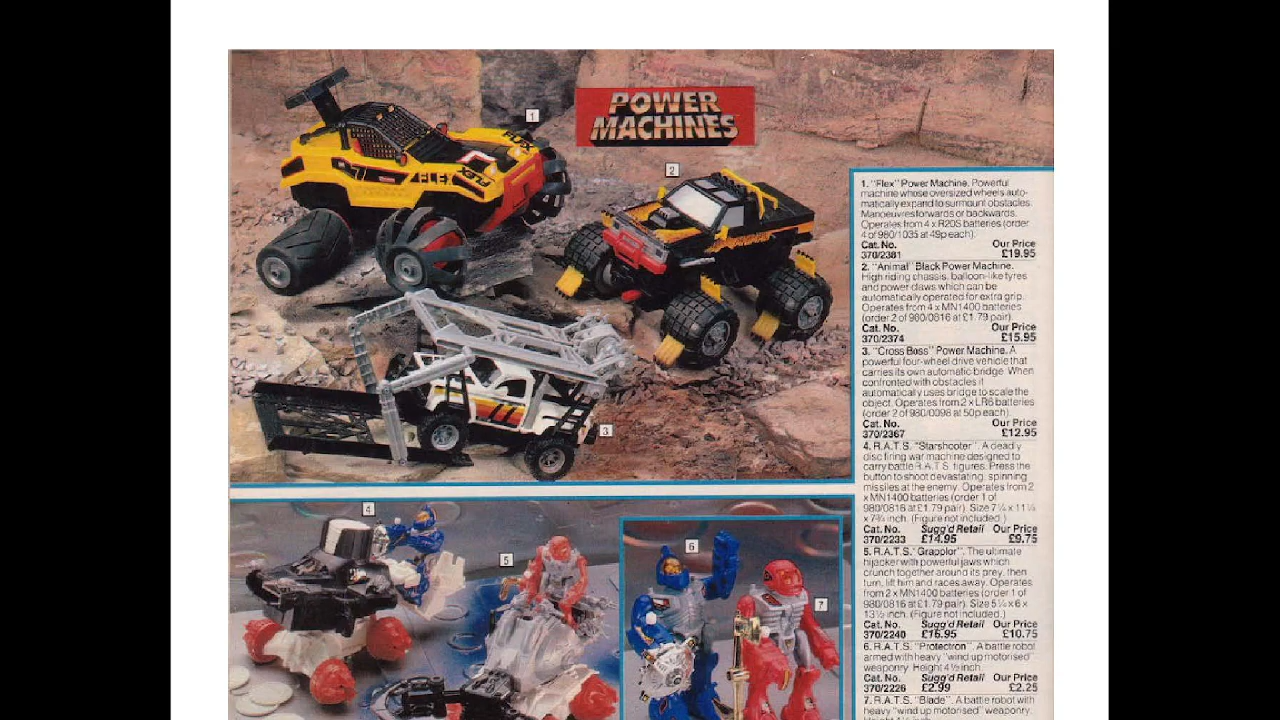 POWER
MACHINES
1
2
3
FLEX
FLEX
FLEX
1. "Flex" Power Machine. Powerful
machine whose oversized wheels auto-
matically expand to surmount obstacles.
Manoeuvres forwards or backwards.
Operates from 4 x R20S batteries (order
4 of 980/1035 at 49p each).
Cat. No. Our Price
370/2381 £19.95
2. "Animal" Black Power Machine.
High riding chassis, balloon-like tyres
and power claws which can be
automatically operated for extra grip.
Operates from 4 x MN1400 batteries
(order 2 of 980/0816 at £1.79 pair).
Cat. No. Our Price
370/2374 £15.95
3. "Cross Boss" Power Machine. A
powerful four-wheel drive vehicle that
carries its own automatic bridge. When
confronted with obstacles it
automatically uses bridge to scale the
object. Operates from 2 x LR6 batteries
(order 2 of 980/0098 at 50p each).
Cat. No. Our Price
370/2367 £12.95
4. R.A.T.S. "Starshooter". A deadly
disc firing war machine designed to
carry battle R.A.T.S. figures. Press the
button to shoot devastating, spinning
missiles at the enemy. Operates from 2
x MN1400 batteries (order 1 of
980/0816 at £1.79 pair). Size 7¼ x 11¼
x 7¾ inch. (Figure not included.)
Cat. No. Sugg'd Retail Our Price
370/2233 £14.95 £9.75
5. R.A.T.S. "Grapplor". The ultimate
hijacker with powerful jaws which
crunch together around its prey, then
turn, lift him and races away. Operates
from 2 x MN1400 batteries (order 1 of
980/0816 at £1.79 pair). Size 5¼ x 6 x
13½ inch. (Figure not included.)
Cat. No. Sugg'd Retail Our Price
370/2240 £16.95 £10.75
6. R.A.T.S. "Protectron". A battle robot
armed with heavy "wind up motorised"
weaponry. Height 4½ inch.
Cat. No. Sugg'd Retail Our Price
370/2226 £2.99 £2.25
7. R.A.T.S. "Blade". A battle robot with
heavy "wind up motorised" weaponry.
4
5
6
7